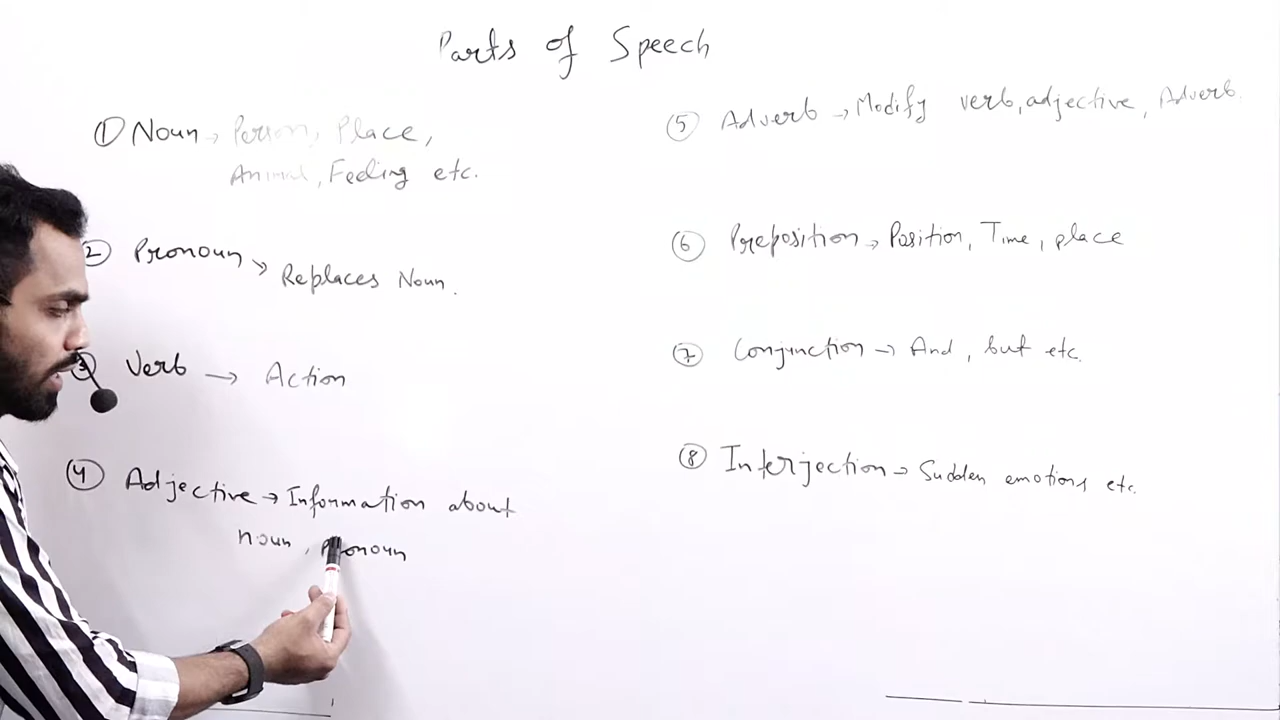 Parts of Speech
① Noun → Person, Place,
Animal, Feeling etc.
② Pronoun → Replaces Noun.
③ Verb → Action
④ Adjective → Information about
noun, pronoun
⑤ Adverb → Modify verb, adjective, Adverb.
⑥ Preposition → Position, Time, place
⑦ Conjunction → And, but etc.
⑧ Interjection → Sudden emotions etc.